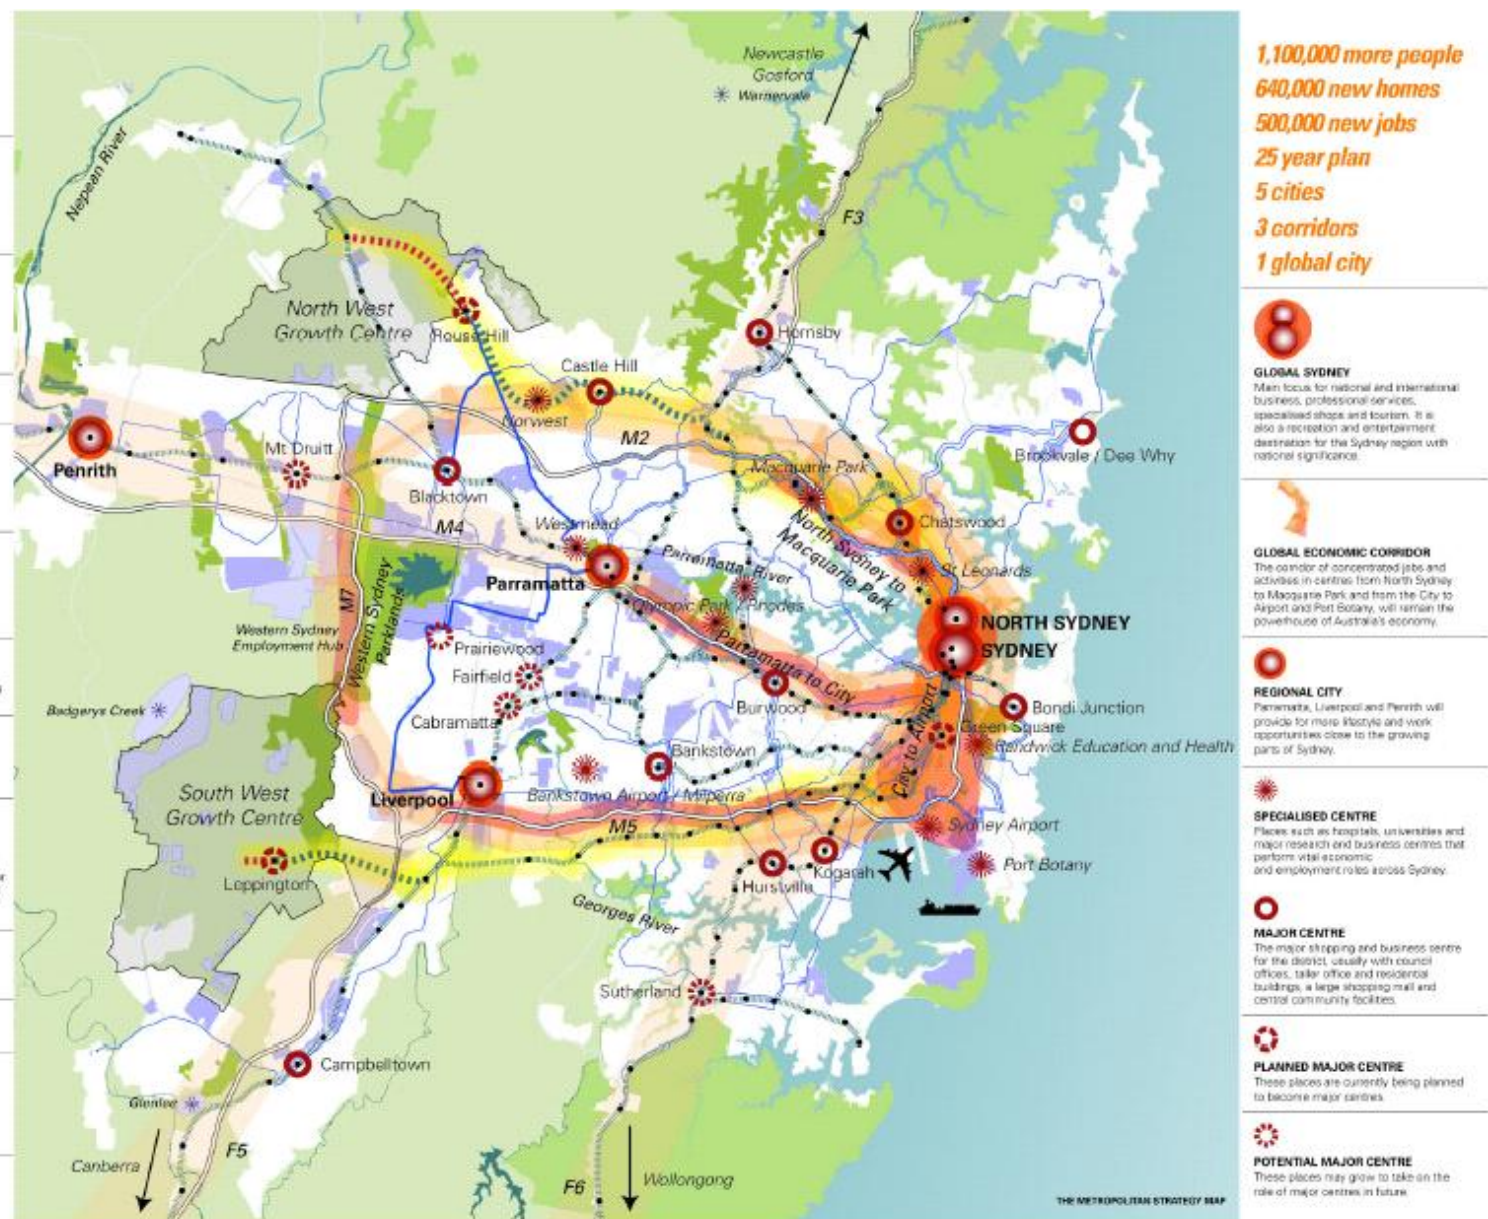 Newcastle
Gosford
Warnervale
Nepean River
F3
North West
Growth Centre
Rouse Hill
Hornsby
Castle Hill
Norwest
M2
Brookvale / Dee Why
Mt Druitt
Penrith
Blacktown
Macquarie Park
Chatswood
M4
Westmead
North Sydney to
Macquarie Park
St Leonards
Parramatta River
Parramatta
Olympic Park / Rhodes
M7
Western Sydney
Parklands
Western Sydney
Employment Hub
NORTH SYDNEY
SYDNEY
Prairiewood
Parramatta to City
Fairfield
Cabramatta
Burwood
Bondi Junction
Green Square
Badgerys Creek
Bankstown
Randwick Education and Health
City to Airport
South West
Growth Centre
Liverpool
Bankstown Airport / Milperra
M5
Sydney Airport
Leppington
Hurstville
Kogarah
Port Botany
Georges River
Sutherland
Campbelltown
Glenlee
Canberra
F5
F6
Wollongong
THE METROPOLITAN STRATEGY MAP
1,100,000 more people
640,000 new homes
500,000 new jobs
25 year plan
5 cities
3 corridors
1 global city
GLOBAL SYDNEY
Main focus for national and international
business, professional services,
specialised shops and tourism. It is
also a recreation and entertainment
destination for the Sydney region with
national significance.
GLOBAL ECONOMIC CORRIDOR
The corridor of concentrated jobs and
activities in centres from North Sydney
to Macquarie Park and from the City to
Airport and Port Botany, will remain the
powerhouse of Australia's economy.
REGIONAL CITY
Parramatta, Liverpool and Penrith will
provide for more lifestyle and work
opportunities close to the growing
parts of Sydney.
SPECIALISED CENTRE
Places such as hospitals, universities and
major research and business centres that
perform vital economic
and employment roles across Sydney.
MAJOR CENTRE
The major shopping and business centre
for the district, usually with council
offices, taller office and residential
buildings, a large shopping mall and
central community facilities.
PLANNED MAJOR CENTRE
These places are currently being planned
to become major centres.
POTENTIAL MAJOR CENTRE
These places may grow to take on the
role of major centres in future.